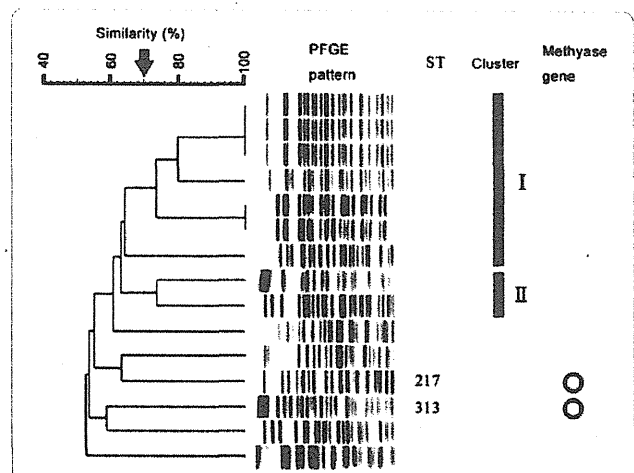 Similarity (%)
40 60 80 100
PFGE
pattern
ST
Cluster
Methyase
gene
I
II
217
313